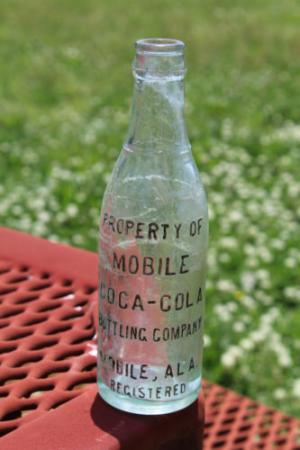 PROPERTY OF
MOBILE
COCA-COLA
BOTTLING COMPANY
MOBILE, ALA.
REGISTERED